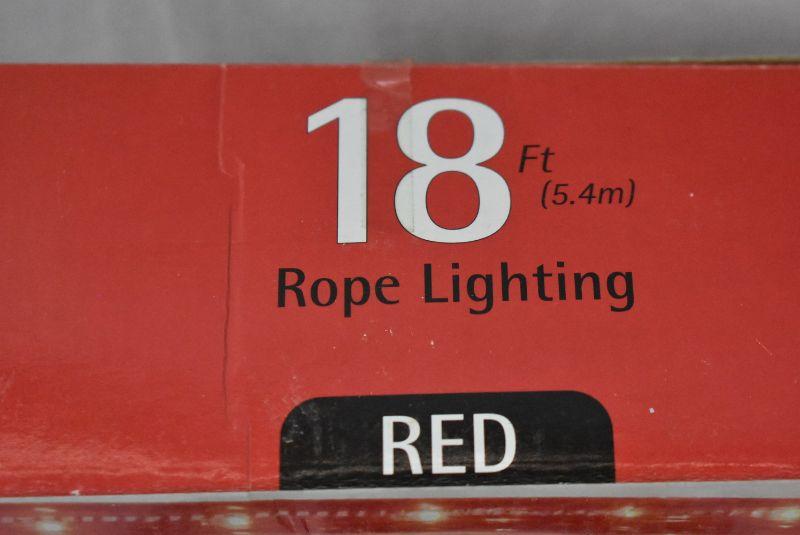 18 Ft
(5.4m)
Rope Lighting
RED